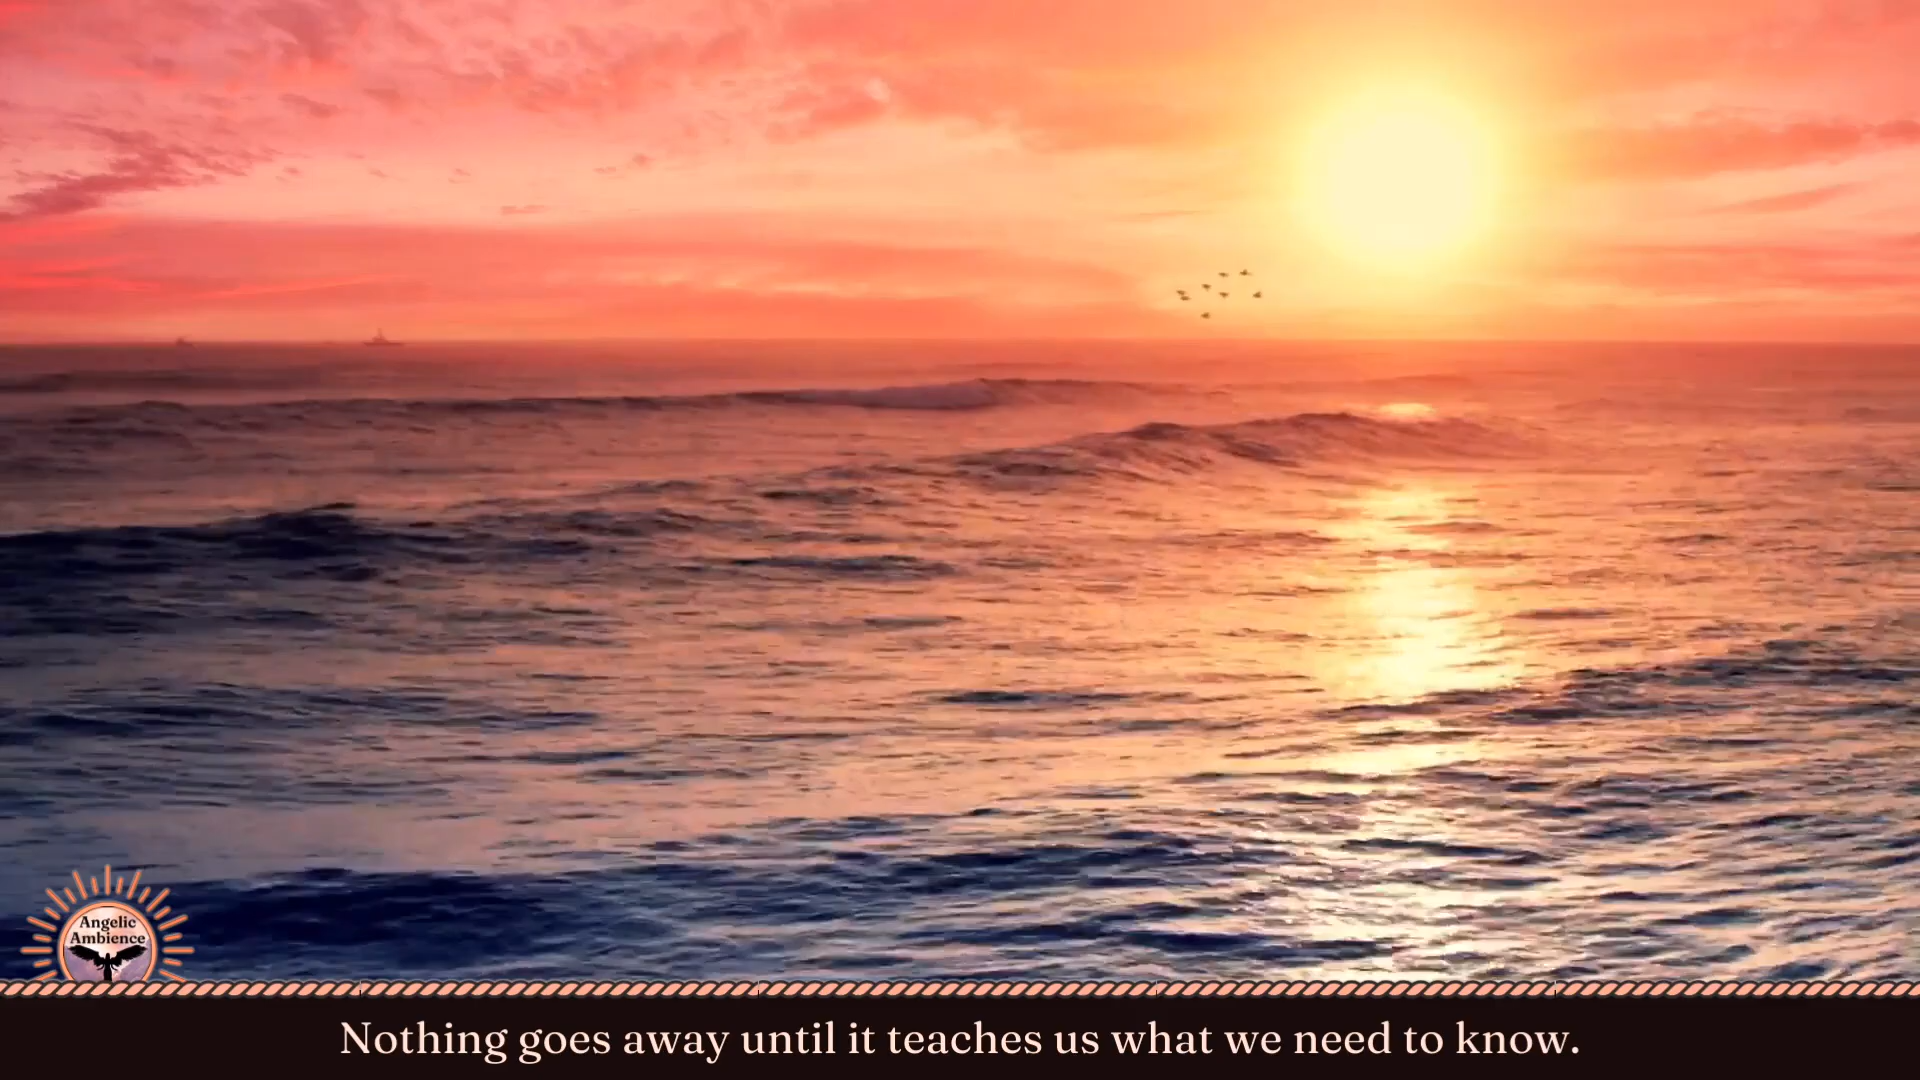 Angelic
Ambience
Nothing goes away until it teaches us what we need to know.